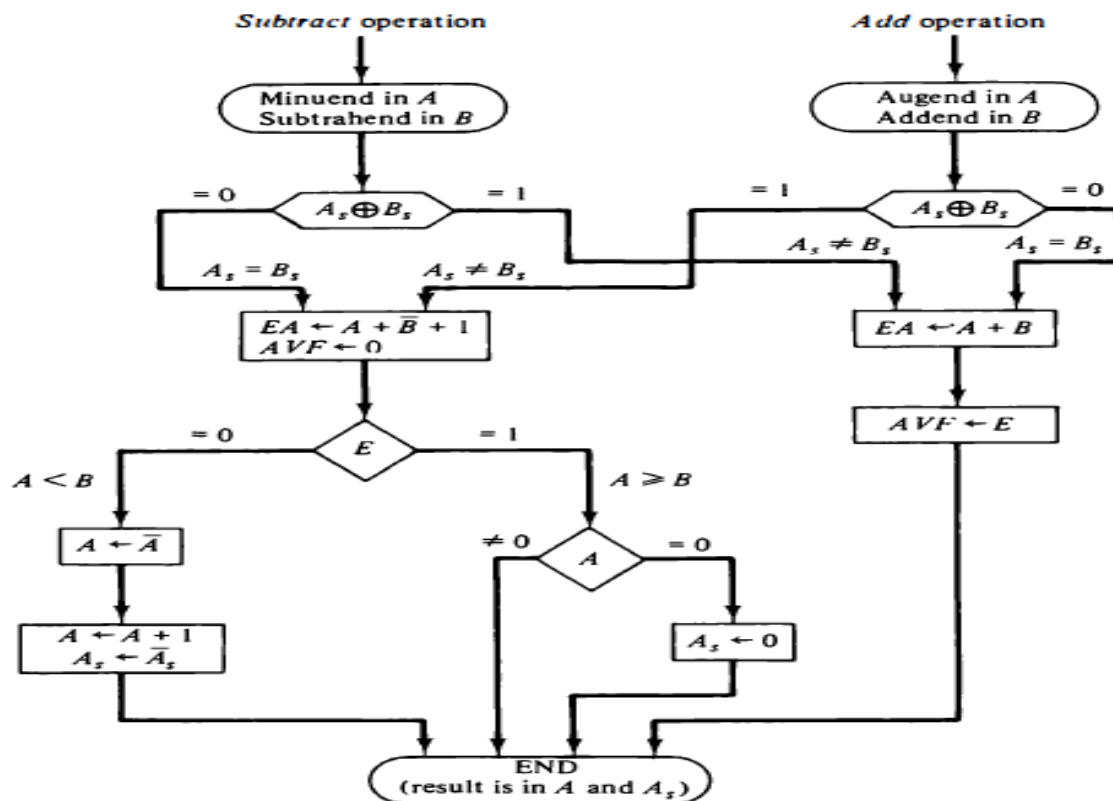 Subtract operation
Add operation
Minuend in A
Subtrahend in B
Augend in A
Addend in B
= 0
A_s ⊕ B_s
= 1
= 1
A_s ⊕ B_s
= 0
A_s = B_s
A_s ≠ B_s
A_s ≠ B_s
A_s = B_s
EA ← A + B̅ + 1
AVF ← 0
EA ← A + B
AVF ← E
= 0
E
= 1
A < B
A ⩾ B
A ← A̅
≠ 0
A
= 0
A ← A + 1
A_s ← A̅_s
A_s ← 0
END
(result is in A and A_s)